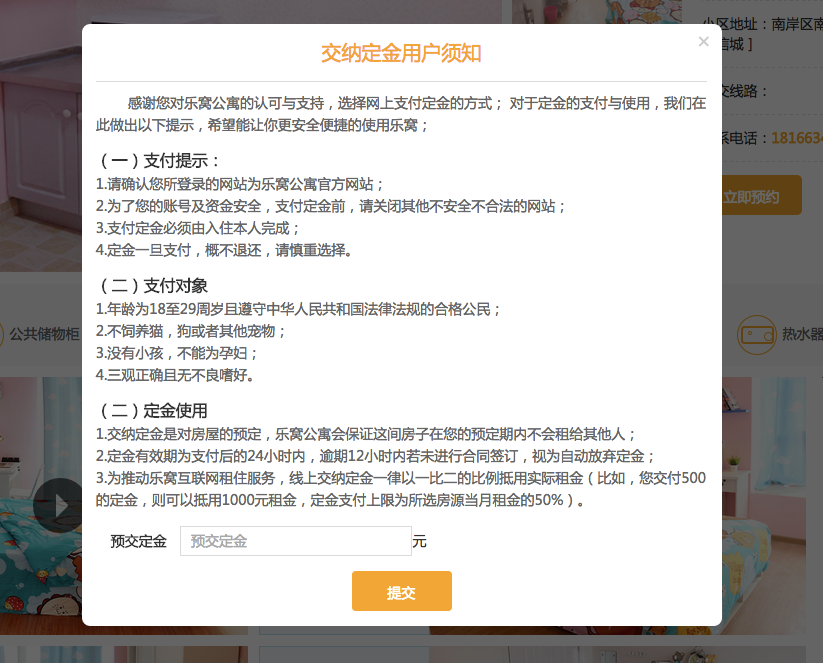 交纳定金用户须知
×
感谢您对乐窝公寓的认可与支持，选择网上支付定金的方式； 对于定金的支付与使用，我们在
此做出以下提示，希望能让你更安全便捷的使用乐窝；
（一）支付提示：
1.请确认您所登录的网站为乐窝公寓官方网站；
2.为了您的账号及资金安全，支付定金前，请关闭其他不安全不合法的网站；
3.支付定金必须由入住本人完成；
4.定金一旦支付，概不退还，请慎重选择。
（二）支付对象
1.年龄为18至29周岁且遵守中华人民共和国法律法规的合格公民；
2.不饲养猫，狗或者其他宠物；
3.没有小孩，不能为孕妇；
4.三观正确且无不良嗜好。
（二）定金使用
1.交纳定金是对房屋的预定，乐窝公寓会保证这间房子在您的预定期内不会租给其他人；
2.定金有效期为支付后的24小时内，逾期12小时内若未进行合同签订，视为自动放弃定金；
3.为推动乐窝互联网租住服务，线上交纳定金一律以一比二的比例抵用实际租金（比如，您交付500
的定金，则可以抵用1000元租金，定金支付上限为所选房源当月租金的50%）。
预交定金 预交定金 元
提交
小区地址：南岸区南
信城 ]
交线路：
系电话：181663
立即预约
公共储物柜
热水器